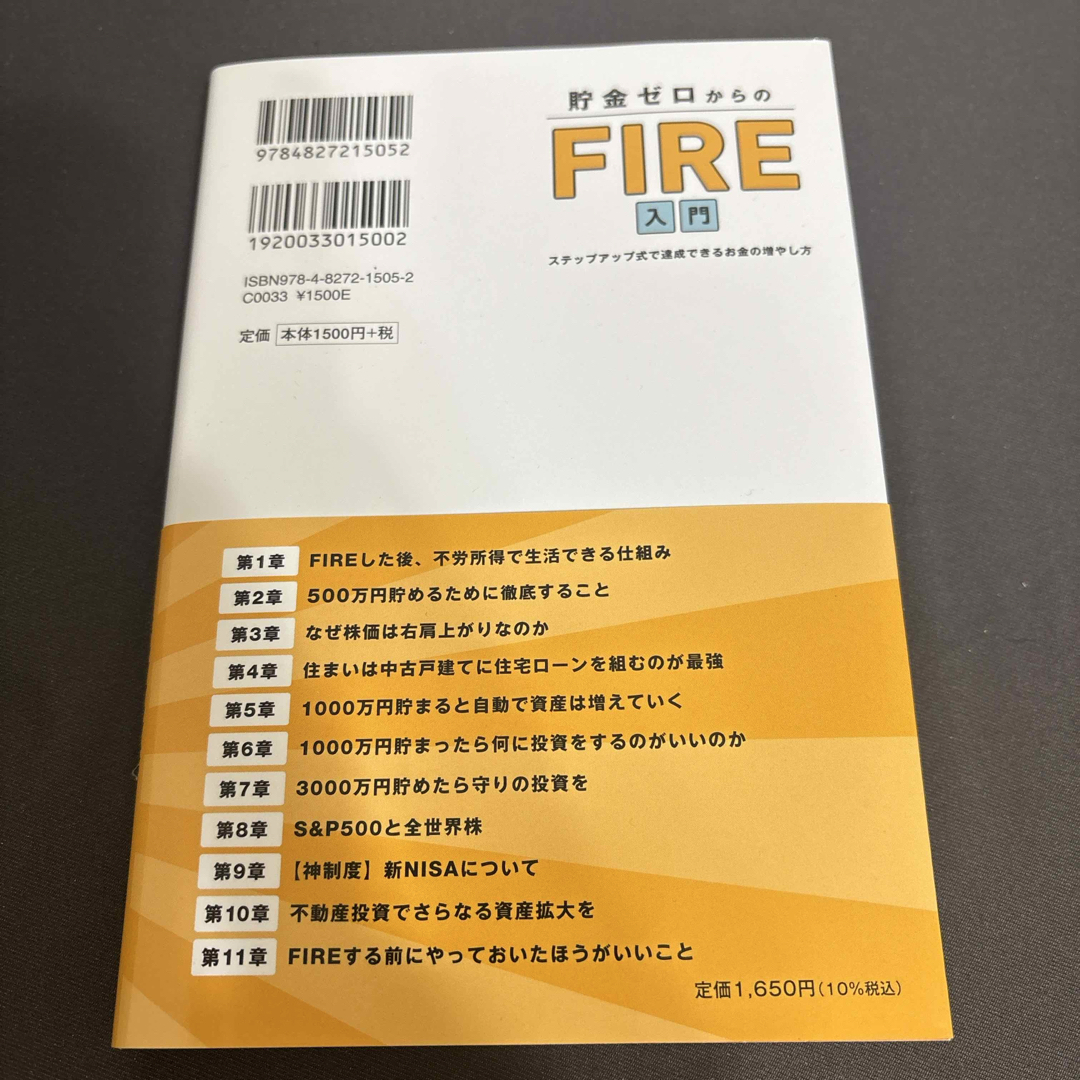 9784827215052
1920033015002
ISBN978-4-8272-1505-2
C0033 ¥1500E
定価 本体1500円+税
貯金ゼロからの
FIRE
入門
ステップアップ式で達成できるお金の増やし方
第1章 FIREした後、不労所得で生活できる仕組み
第2章 500万円貯めるために徹底すること
第3章 なぜ株価は右肩上がりなのか
第4章 住まいは中古戸建てに住宅ローンを組むのが最強
第5章 1000万円貯まると自動で資産は増えていく
第6章 1000万円貯まったら何に投資をするのがいいのか
第7章 3000万円貯めたら守りの投資を
第8章 S&P500と全世界株
第9章 【神制度】新NISAについて
第10章 不動産投資でさらなる資産拡大を
第11章 FIREする前にやっておいたほうがいいこと
定価1,650円(10%税込)